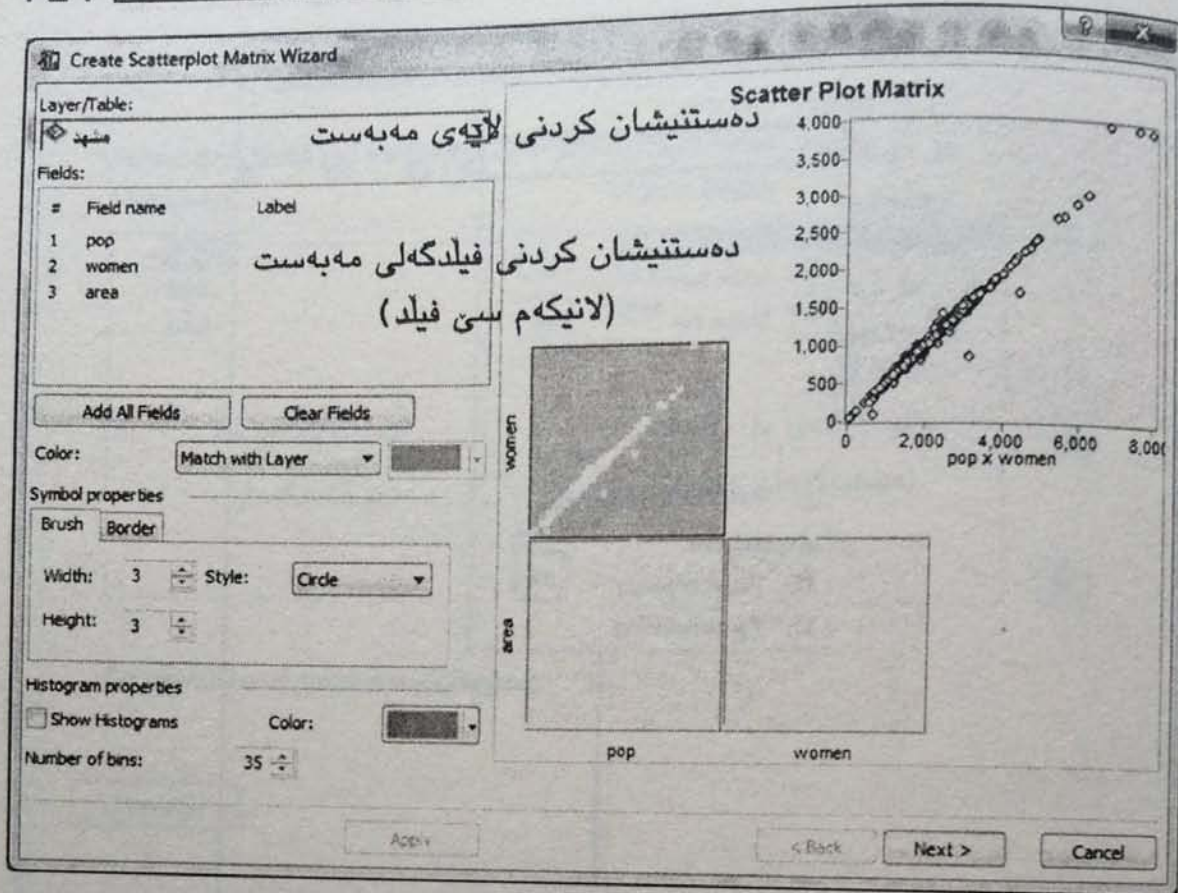 Create Scatterplot Matrix Wizard
Layer/Table:
مشهد
دەستنیشان کردنی لایەی مەبەست
Fields:
# Field name Label
1 pop
2 women
3 area
دەستنیشان کردنی فیڵدگەلی مەبەست
(لانیکەم سێ فیڵد)
Add All Fields Clear Fields
Color: Match with Layer
Symbol properties
Brush Border
Width: 3 Style: Circle
Height: 3
Histogram properties
Show Histograms Color:
Number of bins: 35
Scatter Plot Matrix
4,000
3,500
3,000
2,500
2,000
1,500
1,000
500
0
0 2,000 4,000 6,000 8,00
pop x women
women
area
pop women
Apply < Back Next > Cancel